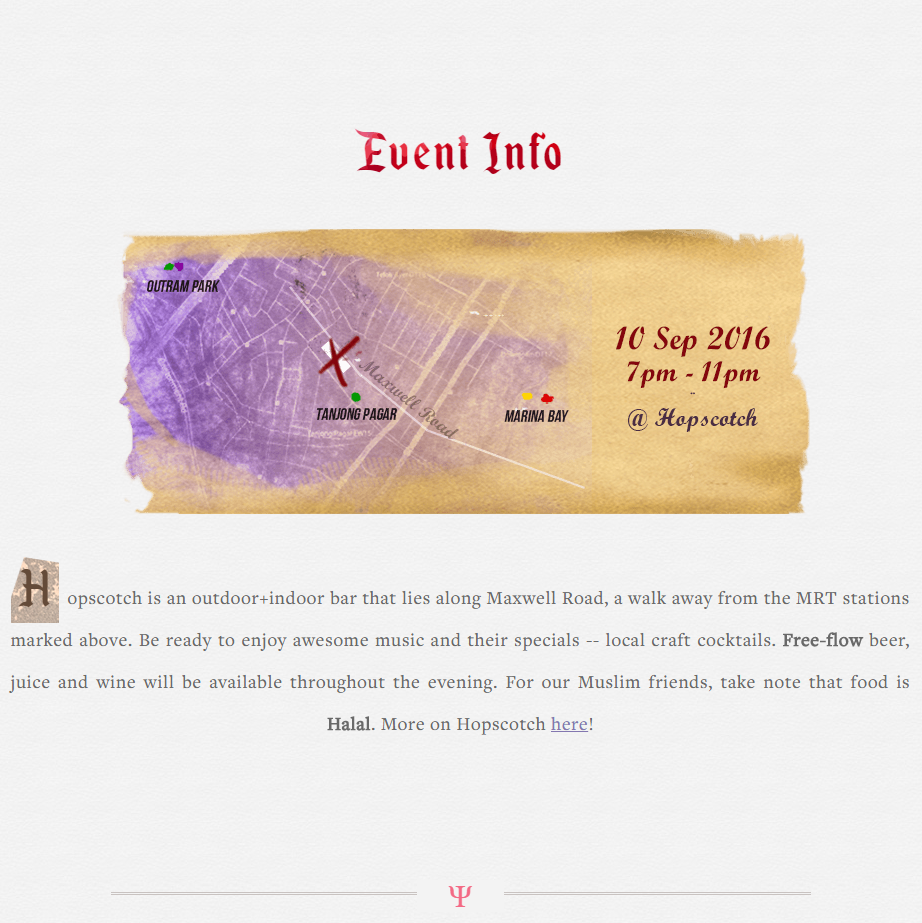 Event Info
OUTRAM PARK
10 Sep 2016
7pm - 11pm
@ Hopscotch
Maxwell Road
TANJONG PAGAR
MARINA BAY
Hopscotch is an outdoor+indoor bar that lies along Maxwell Road, a walk away from the MRT stations
marked above. Be ready to enjoy awesome music and their specials -- local craft cocktails. Free-flow beer,
juice and wine will be available throughout the evening. For our Muslim friends, take note that food is
Halal. More on Hopscotch here!
Ψ